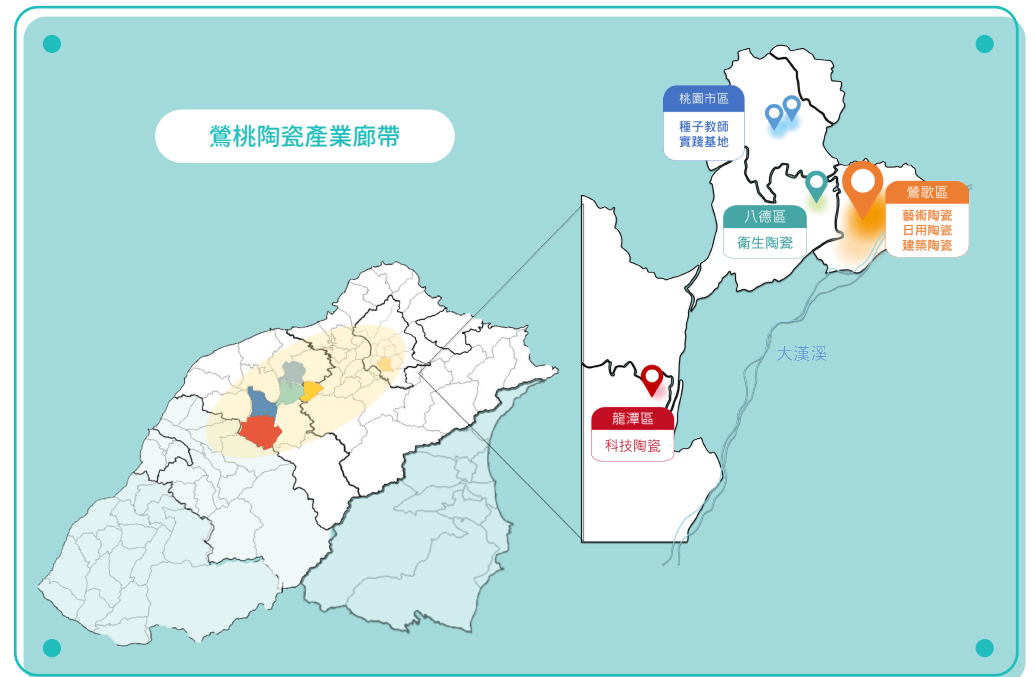 鶯桃陶瓷產業廊帶
桃園市區
種子教師
實踐基地
八德區
衛生陶瓷
鶯歌區
藝術陶瓷
日用陶瓷
建築陶瓷
大漢溪
龍潭區
科技陶瓷